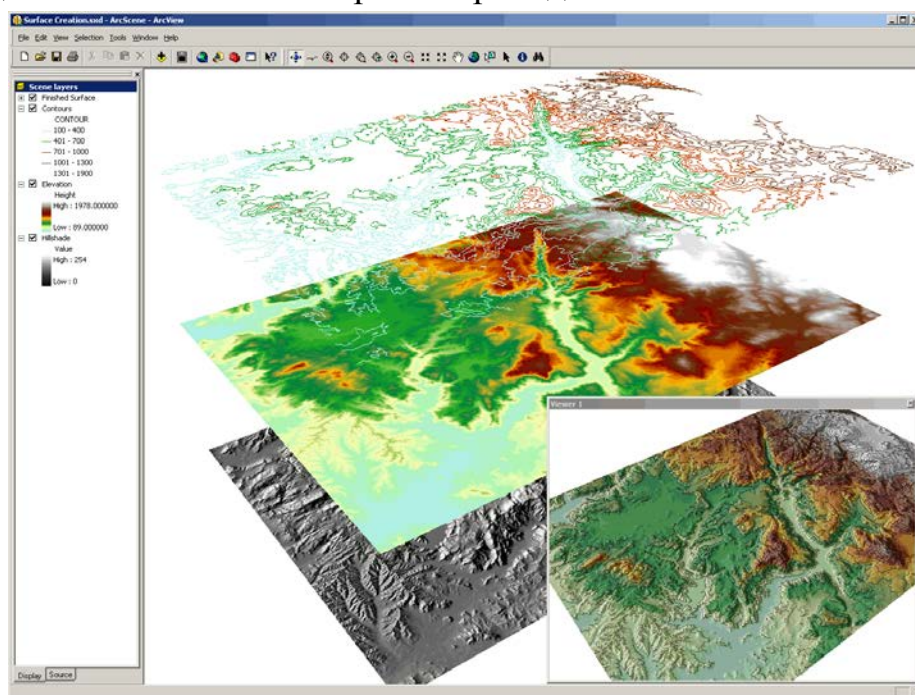 Surface Creation.sxd - ArcScene - ArcView
File Edit View Selection Tools Window Help
Scene layers
Finished Surface
Contours
CONTOUR
100 - 400
401 - 700
701 - 1000
1001 - 1300
1301 - 1900
Elevation
Height
High : 1978.000000
Low : 89.000000
Hillshade
Value
High : 254
Low : 0
Viewer 1
Display Source